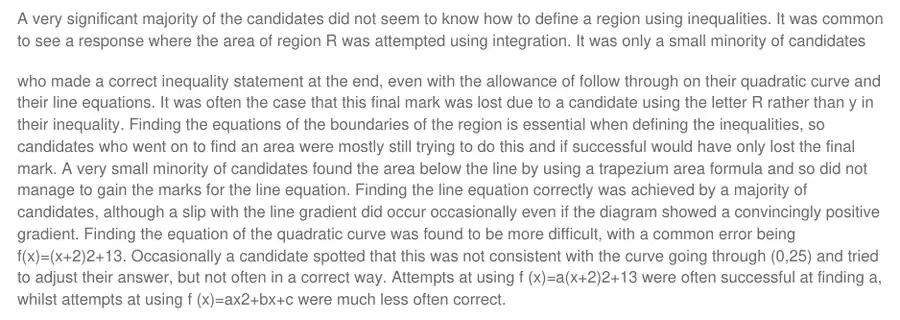 A very significant majority of the candidates did not seem to know how to define a region using inequalities. It was common
to see a response where the area of region R was attempted using integration. It was only a small minority of candidates
who made a correct inequality statement at the end, even with the allowance of follow through on their quadratic curve and
their line equations. It was often the case that this final mark was lost due to a candidate using the letter R rather than y in
their inequality. Finding the equations of the boundaries of the region is essential when defining the inequalities, so
candidates who went on to find an area were mostly still trying to do this and if successful would have only lost the final
mark. A very small minority of candidates found the area below the line by using a trapezium area formula and so did not
manage to gain the marks for the line equation. Finding the line equation correctly was achieved by a majority of
candidates, although a slip with the line gradient did occur occasionally even if the diagram showed a convincingly positive
gradient. Finding the equation of the quadratic curve was found to be more difficult, with a common error being
f(x)=(x+2)2+13. Occasionally a candidate spotted that this was not consistent with the curve going through (0,25) and tried
to adjust their answer, but not often in a correct way. Attempts at using f (x)=a(x+2)2+13 were often successful at finding a,
whilst attempts at using f (x)=ax2+bx+c were much less often correct.